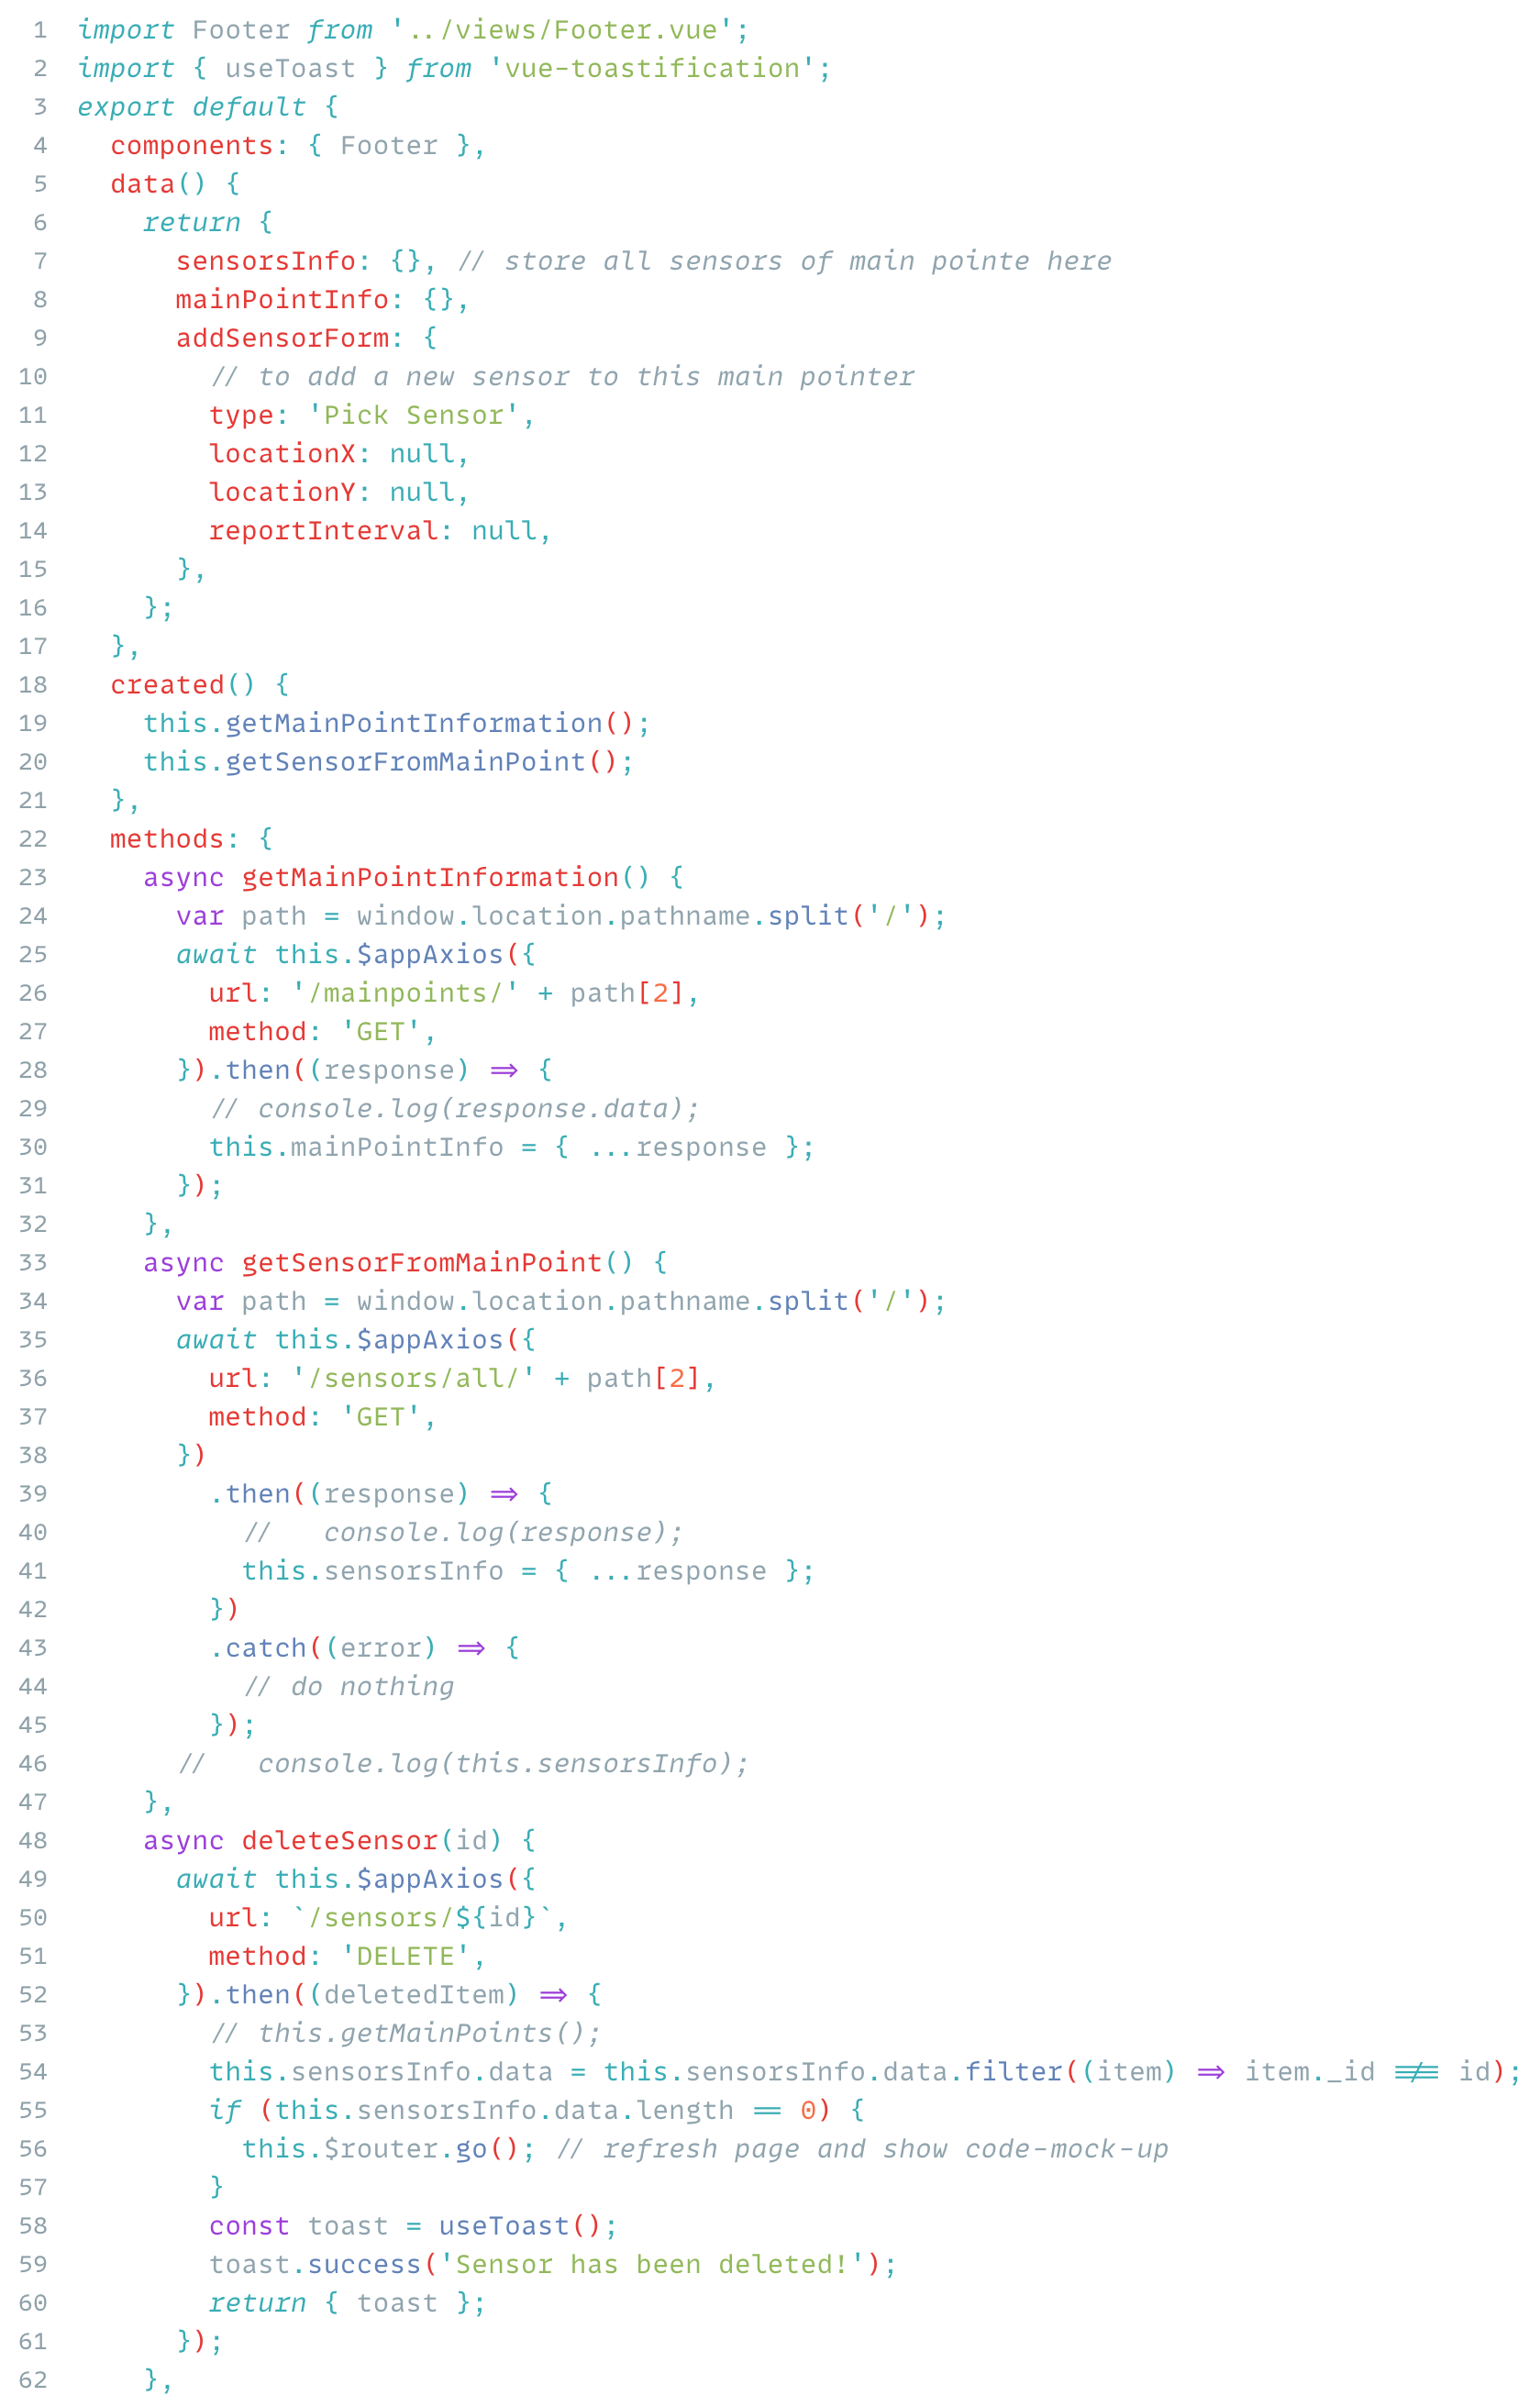 1 import Footer from '../views/Footer.vue';
2 import { useToast } from 'vue-toastification';
3 export default {
4   components: { Footer },
5   data() {
6     return {
7       sensorsInfo: {}, // store all sensors of main pointe here
8       mainPointInfo: {},
9       addSensorForm: {
10         // to add a new sensor to this main pointer
11         type: 'Pick Sensor',
12         locationX: null,
13         locationY: null,
14         reportInterval: null,
15       },
16     };
17   },
18   created() {
19     this.getMainPointInformation();
20     this.getSensorFromMainPoint();
21   },
22   methods: {
23     async getMainPointInformation() {
24       var path = window.location.pathname.split('/');
25       await this.$appAxios({
26         url: '/mainpoints/' + path[2],
27         method: 'GET',
28       }).then((response) => {
29         // console.log(response.data);
30         this.mainPointInfo = { ...response };
31       });
32     },
33     async getSensorFromMainPoint() {
34       var path = window.location.pathname.split('/');
35       await this.$appAxios({
36         url: '/sensors/all/' + path[2],
37         method: 'GET',
38       })
39         .then((response) => {
40           //   console.log(response);
41           this.sensorsInfo = { ...response };
42         })
43         .catch((error) => {
44           // do nothing
45         });
46       //   console.log(this.sensorsInfo);
47     },
48     async deleteSensor(id) {
49       await this.$appAxios({
50         url: `/sensors/${id}`,
51         method: 'DELETE',
52       }).then((deletedItem) => {
53         // this.getMainPoints();
54         this.sensorsInfo.data = this.sensorsInfo.data.filter((item) => item._id !== id);
55         if (this.sensorsInfo.data.length == 0) {
56           this.$router.go(); // refresh page and show code-mock-up
57         }
58         const toast = useToast();
59         toast.success('Sensor has been deleted!');
60         return { toast };
61       });
62     },